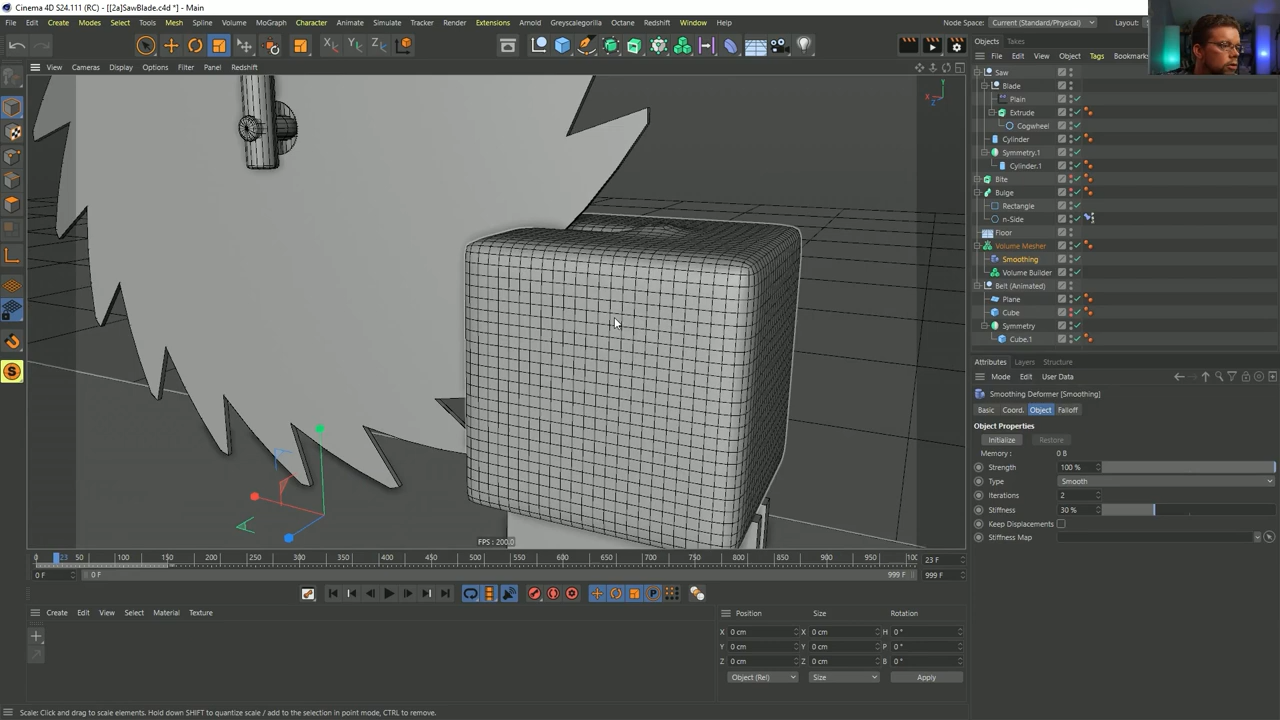 Cinema 4D S24.111 (RC) - [[2a]SawBlade.c4d *] - Main
File Edit Create Modes Select Tools Mesh Spline Volume MoGraph Character Animate Simulate Tracker Render Arnold Greyscalegorilla Octane Redshift Extensions Window Help Node Space: Current (Standard/Physical) Layout:
X Y Z
Objects Takes
File Edit View Object Tags Bookmarks
View Cameras Display Options Filter Panel Redshift
Saw
Blade
Plain
Extrude
Cogwheel
Cylinder
Symmetry.1
Cylinder.1
Bite
Bulge
Rectangle
n-Side
Floor
Volume Mesher
Smoothing
Volume Builder
Belt (Animated)
Plane
Cube
Symmetry
Cube.1
Y
X
Z
S
Attributes Layers Structure
Mode Edit User Data
Smoothing Deformer [Smoothing]
Basic Coord. Object Falloff
Object Properties
Initialize Restore
Memory : 0 B
Strength 100 %
Type Smooth
Iterations 2
Stiffness 30 %
Keep Displacements
Stiffness Map
FPS : 200.0
0 23 50 100 150 200 250 300 350 400 450 500 550 600 650 700 750 800 850 900 950 100 23 F
0 F 0 F 999 F 999 F
P
Create Edit View Select Material Texture
Position Size Rotation
X 0 cm X 0 cm H 0 °
Y 0 cm Y 0 cm P 0 °
Z 0 cm Z 0 cm B 0 °
Object (Rel) Size Apply
Scale: Click and drag to scale elements. Hold down SHIFT to quantize scale / add to the selection in point mode, CTRL to remove.